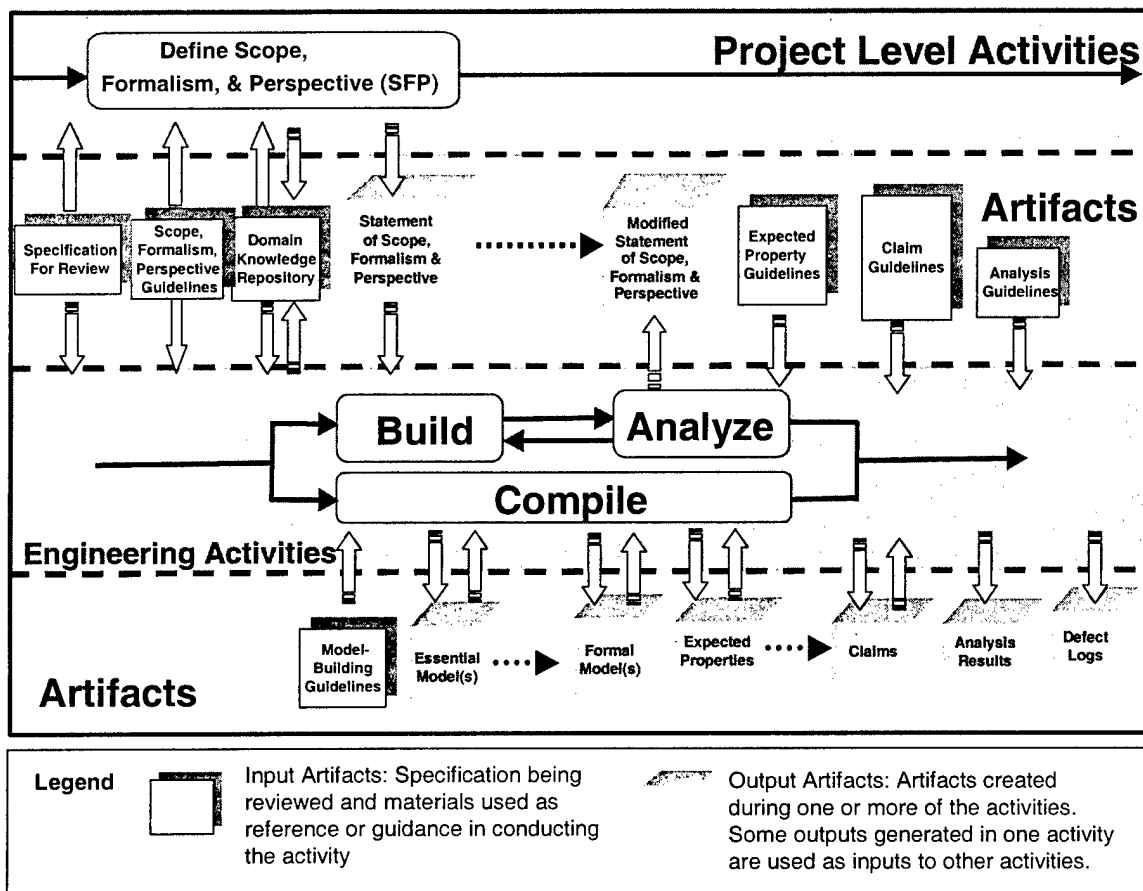 Define Scope,
Formalism, & Perspective (SFP)
Project Level Activities
Artifacts
Specification
For Review
Scope,
Formalism,
Perspective
Guidelines
Domain
Knowledge
Repository
Statement
of Scope,
Formalism &
Perspective
Modified
Statement
of Scope,
Formalism &
Perspective
Expected
Property
Guidelines
Claim
Guidelines
Analysis
Guidelines
Build
Analyze
Compile
Engineering Activities
Model-
Building
Guidelines
Essential
Model(s)
Formal
Model(s)
Expected
Properties
Claims
Analysis
Results
Defect
Logs
Artifacts
Legend
Input Artifacts: Specification being
reviewed and materials used as
reference or guidance in conducting
the activity
Output Artifacts: Artifacts created
during one or more of the activities.
Some outputs generated in one activity
are used as inputs to other activities.